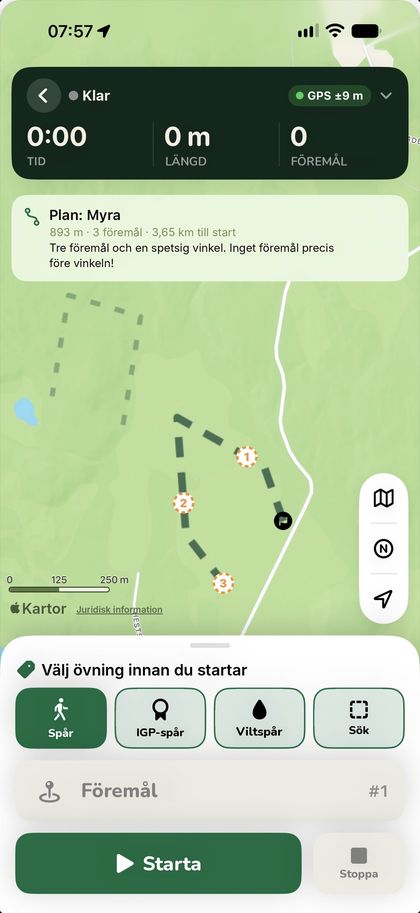 07:57
Klar
GPS ±9 m
0:00
0 m
0
TID
LÄNGD
FÖREMÅL
Plan: Myra
893 m · 3 föremål · 3,65 km till start
Tre föremål och en spetsig vinkel. Inget föremål precis
före vinkeln!
1
2
3
N
0 125 250 m
Kartor Juridisk information
Välj övning innan du startar
Spår
IGP-spår
Viltspår
Sök
Föremål #1
Starta
Stoppa